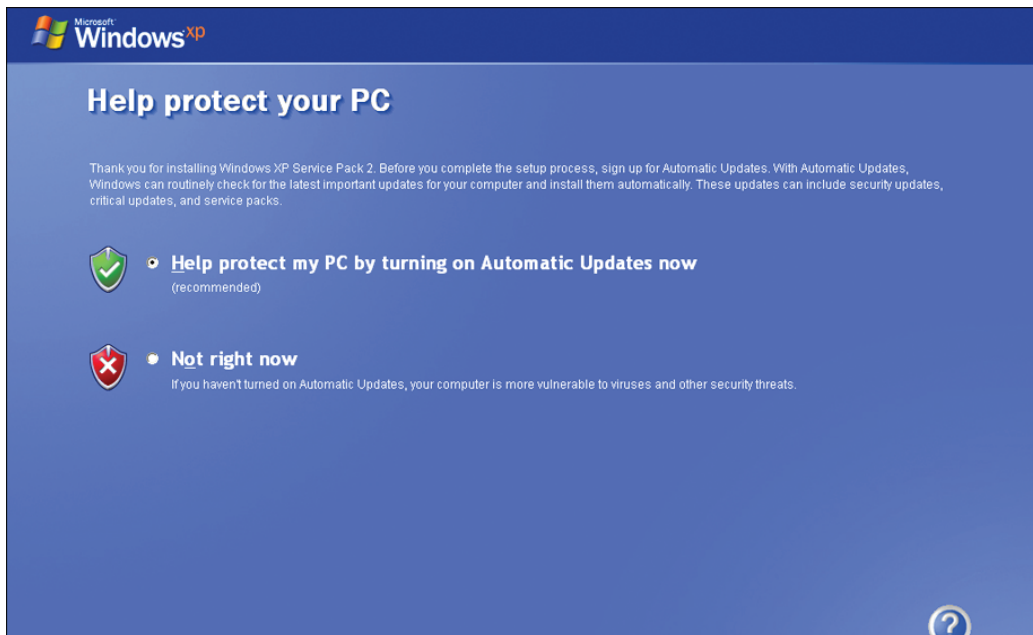 Microsoft
Windows xp
Help protect your PC
Thank you for installing Windows XP Service Pack 2. Before you complete the setup process, sign up for Automatic Updates. With Automatic Updates,
Windows can routinely check for the latest important updates for your computer and install them automatically. These updates can include security updates,
critical updates, and service packs.
Help protect my PC by turning on Automatic Updates now
(recommended)
Not right now
If you haven't turned on Automatic Updates, your computer is more vulnerable to viruses and other security threats.
?